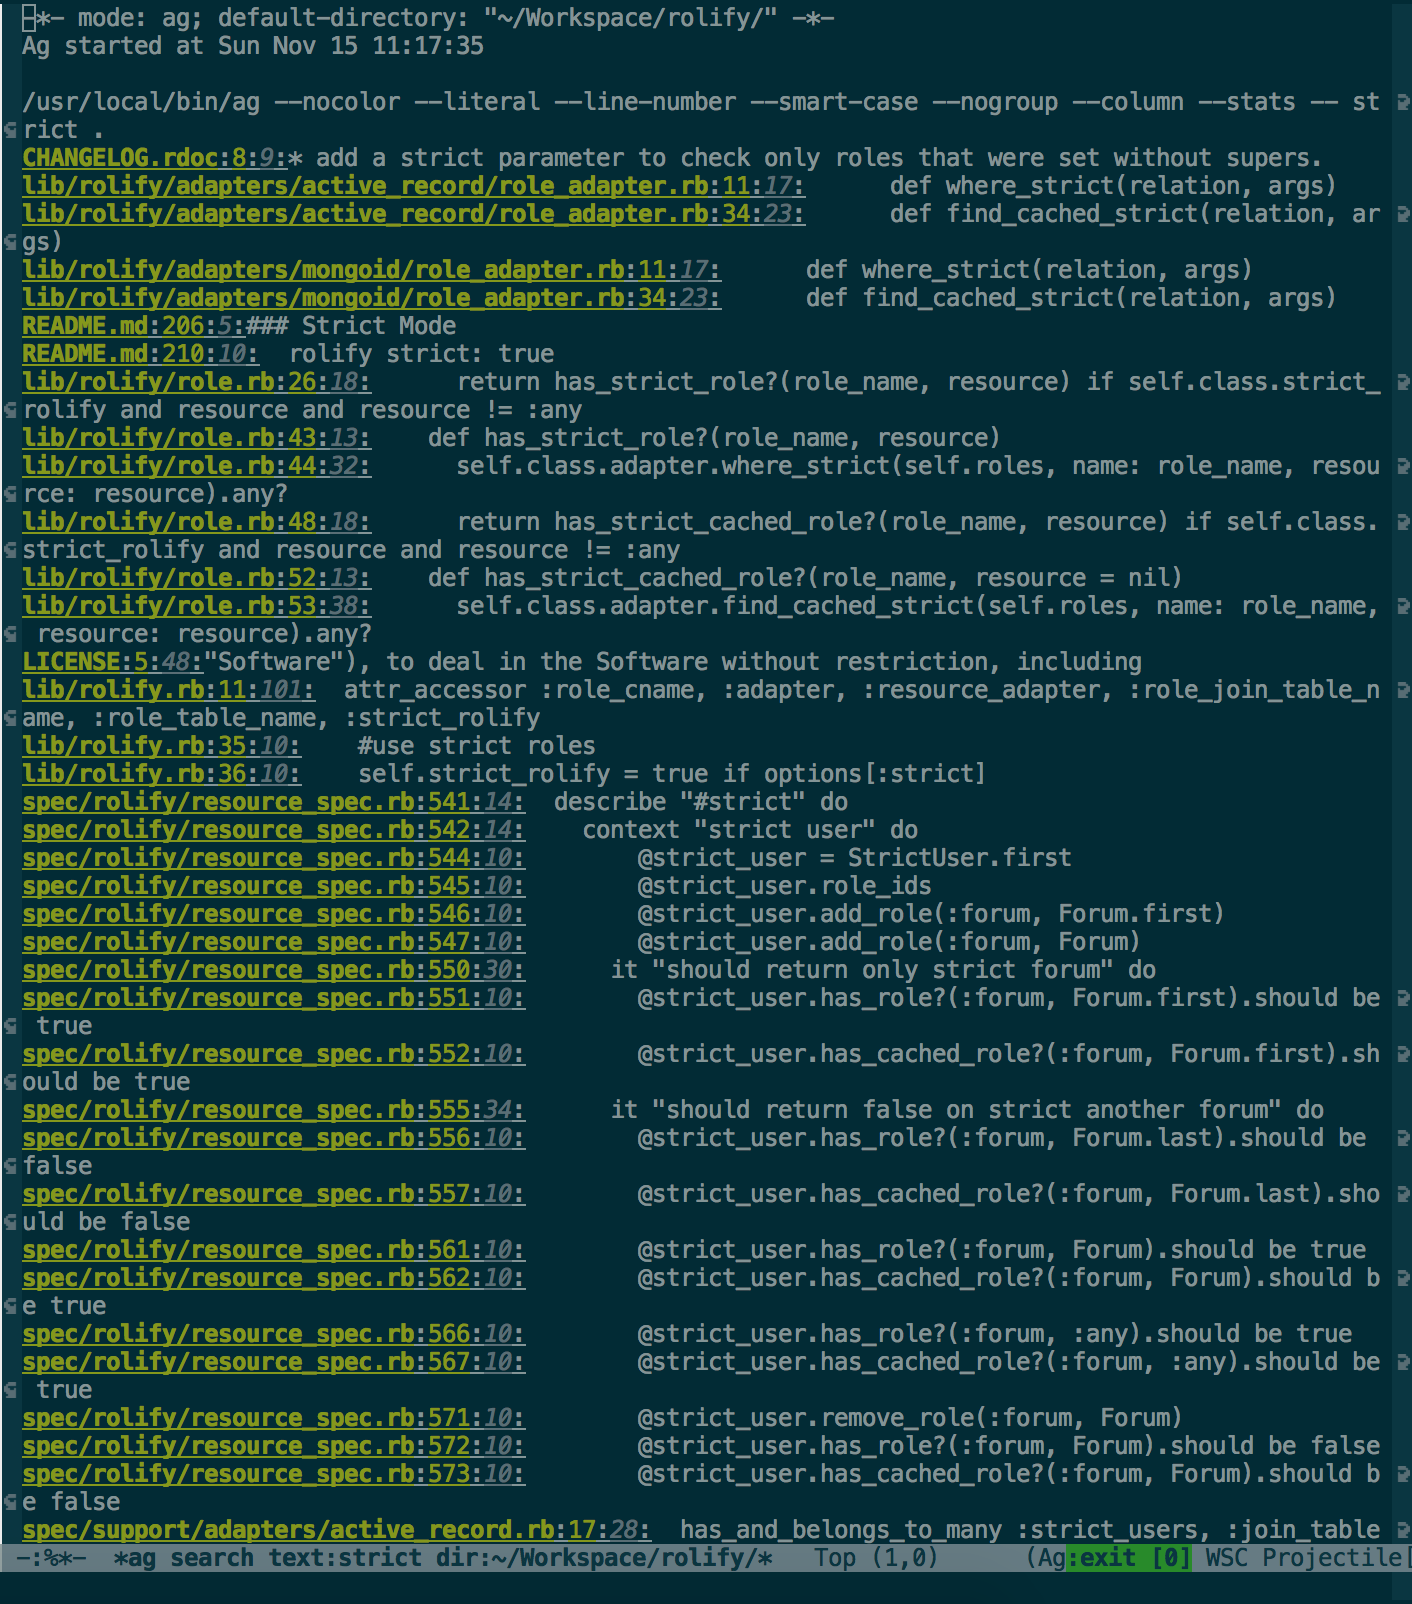 -*- mode: ag; default-directory: "~/Workspace/rolify/" -*-
Ag started at Sun Nov 15 11:17:35

/usr/local/bin/ag --nocolor --literal --line-number --smart-case --nogroup --column --stats -- st
rict .
CHANGELOG.rdoc:8:9:* add a strict parameter to check only roles that were set without supers.
lib/rolify/adapters/active_record/role_adapter.rb:11:17:      def where_strict(relation, args)
lib/rolify/adapters/active_record/role_adapter.rb:34:23:      def find_cached_strict(relation, ar
gs)
lib/rolify/adapters/mongoid/role_adapter.rb:11:17:      def where_strict(relation, args)
lib/rolify/adapters/mongoid/role_adapter.rb:34:23:      def find_cached_strict(relation, args)
README.md:206:5:### Strict Mode
README.md:210:10:  rolify strict: true
lib/rolify/role.rb:26:18:      return has_strict_role?(role_name, resource) if self.class.strict_
rolify and resource and resource != :any
lib/rolify/role.rb:43:13:    def has_strict_role?(role_name, resource)
lib/rolify/role.rb:44:32:      self.class.adapter.where_strict(self.roles, name: role_name, resou
rce: resource).any?
lib/rolify/role.rb:48:18:      return has_strict_cached_role?(role_name, resource) if self.class.
strict_rolify and resource and resource != :any
lib/rolify/role.rb:52:13:    def has_strict_cached_role?(role_name, resource = nil)
lib/rolify/role.rb:53:38:      self.class.adapter.find_cached_strict(self.roles, name: role_name,
 resource: resource).any?
LICENSE:5:48:"Software"), to deal in the Software without restriction, including
lib/rolify.rb:11:101:  attr_accessor :role_cname, :adapter, :resource_adapter, :role_join_table_n
ame, :role_table_name, :strict_rolify
lib/rolify.rb:35:10:    #use strict roles
lib/rolify.rb:36:10:    self.strict_rolify = true if options[:strict]
spec/rolify/resource_spec.rb:541:14:  describe "#strict" do
spec/rolify/resource_spec.rb:542:14:    context "strict user" do
spec/rolify/resource_spec.rb:544:10:        @strict_user = StrictUser.first
spec/rolify/resource_spec.rb:545:10:        @strict_user.role_ids
spec/rolify/resource_spec.rb:546:10:        @strict_user.add_role(:forum, Forum.first)
spec/rolify/resource_spec.rb:547:10:        @strict_user.add_role(:forum, Forum)
spec/rolify/resource_spec.rb:550:30:      it "should return only strict forum" do
spec/rolify/resource_spec.rb:551:10:        @strict_user.has_role?(:forum, Forum.first).should be
 true
spec/rolify/resource_spec.rb:552:10:        @strict_user.has_cached_role?(:forum, Forum.first).sh
ould be true
spec/rolify/resource_spec.rb:555:34:      it "should return false on strict another forum" do
spec/rolify/resource_spec.rb:556:10:        @strict_user.has_role?(:forum, Forum.last).should be 
false
spec/rolify/resource_spec.rb:557:10:        @strict_user.has_cached_role?(:forum, Forum.last).sho
uld be false
spec/rolify/resource_spec.rb:561:10:        @strict_user.has_role?(:forum, Forum).should be true
spec/rolify/resource_spec.rb:562:10:        @strict_user.has_cached_role?(:forum, Forum).should b
e true
spec/rolify/resource_spec.rb:566:10:        @strict_user.has_role?(:forum, :any).should be true
spec/rolify/resource_spec.rb:567:10:        @strict_user.has_cached_role?(:forum, :any).should be
 true
spec/rolify/resource_spec.rb:571:10:        @strict_user.remove_role(:forum, Forum)
spec/rolify/resource_spec.rb:572:10:        @strict_user.has_role?(:forum, Forum).should be false
spec/rolify/resource_spec.rb:573:10:        @strict_user.has_cached_role?(:forum, Forum).should b
e false
spec/support/adapters/active_record.rb:17:28:  has_and_belongs_to_many :strict_users, :join_table
-:%*-  *ag search text:strict dir:~/Workspace/rolify/*   Top (1,0)      (Ag:exit [0] WSC Projectile[